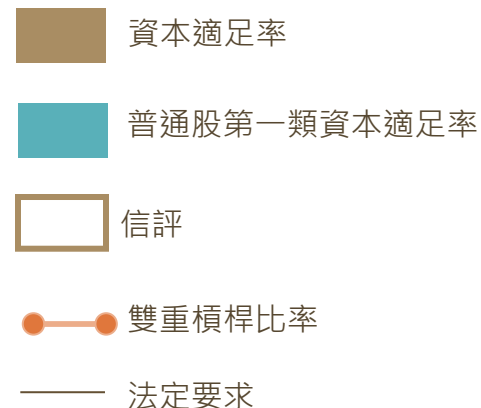 資本適足率
普通股第一類資本適足率
信評
雙重槓桿比率
法定要求